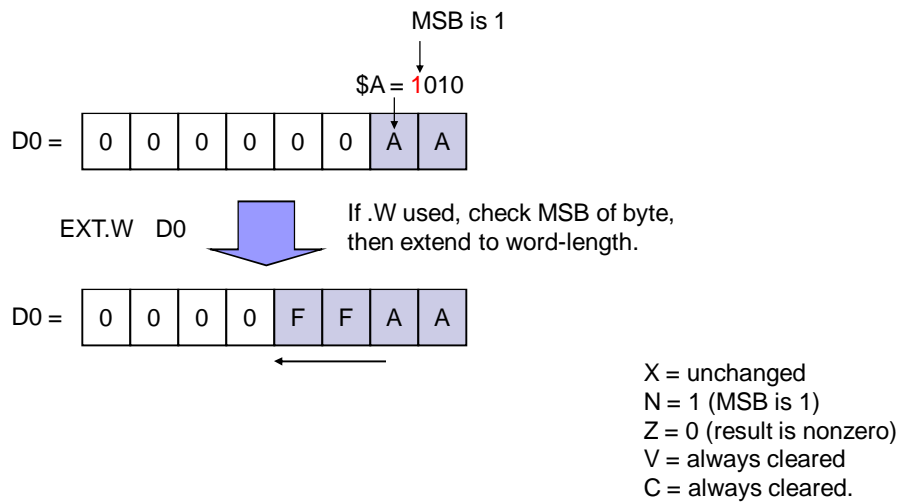 MSB is 1
$A = 1010
D0 = 0 0 0 0 0 0 A A
EXT.W D0
If .W used, check MSB of byte,
then extend to word-length.
D0 = 0 0 0 0 F F A A
X = unchanged
N = 1 (MSB is 1)
Z = 0 (result is nonzero)
V = always cleared
C = always cleared.